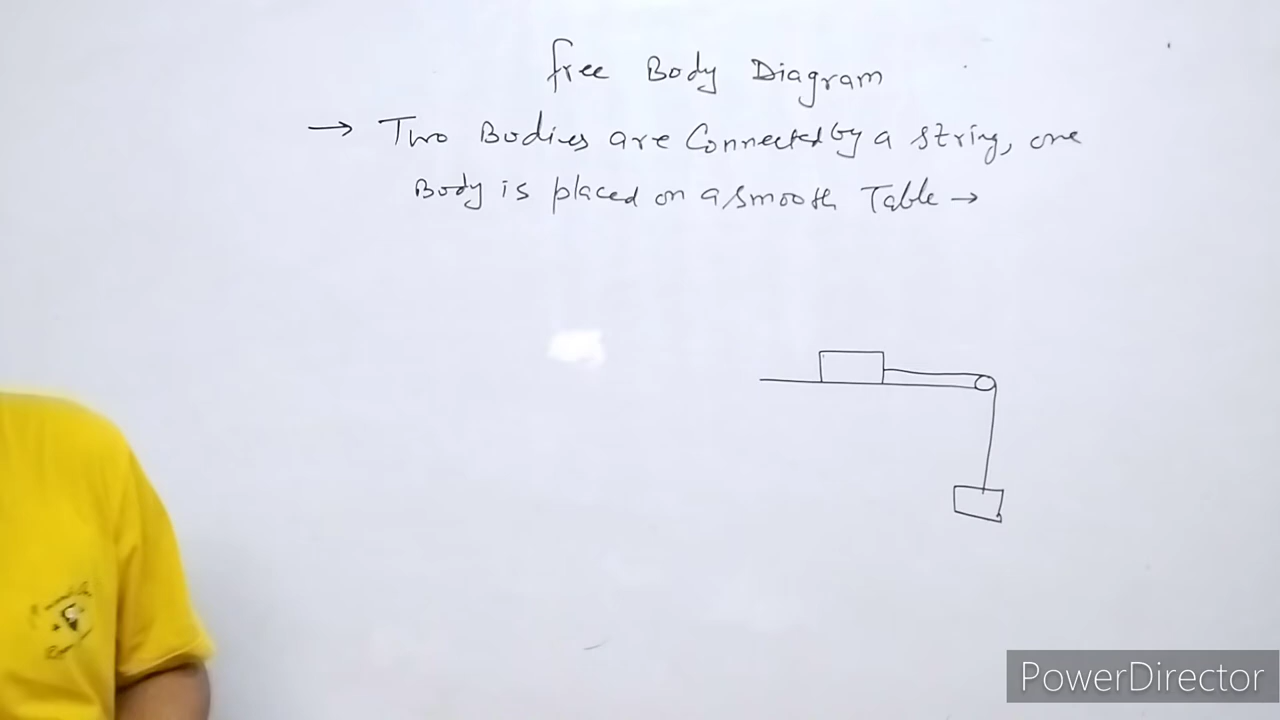 free Body Diagram
→ Two Bodies are Connected by a string, one
Body is placed on a smooth Table →
PowerDirector